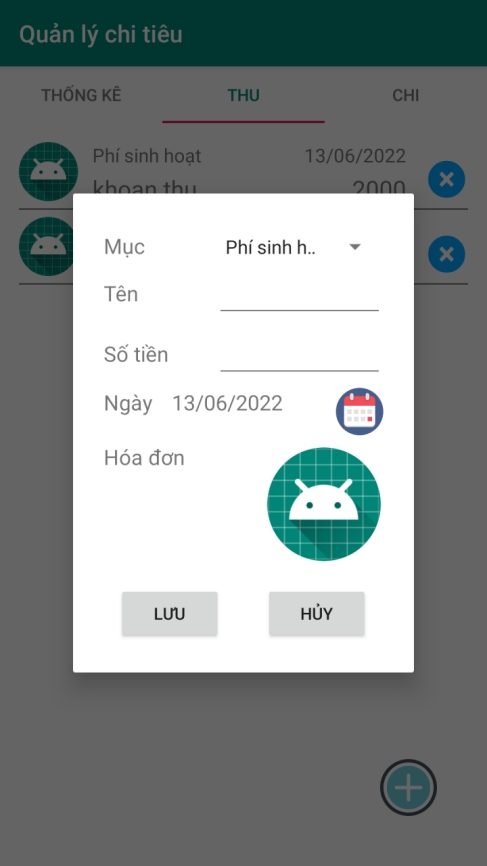 Quản lý chi tiêu
THỐNG KÊ THU CHI
Phí sinh hoạt 13/06/2022
khoan thu 2000
Mục Phí sinh h..
Tên
Số tiền
Ngày 13/06/2022
Hóa đơn
LƯU HỦY